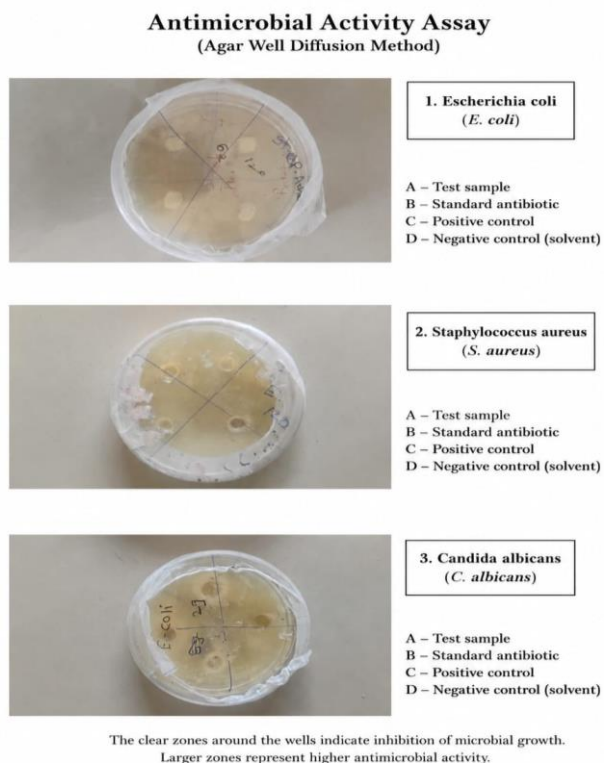 Antimicrobial Activity Assay
(Agar Well Diffusion Method)
1. Escherichia coli
(E. coli)
A – Test sample
B – Standard antibiotic
C – Positive control
D – Negative control (solvent)
2. Staphylococcus aureus
(S. aureus)
A – Test sample
B – Standard antibiotic
C – Positive control
D – Negative control (solvent)
E-coli
3. Candida albicans
(C. albicans)
A – Test sample
B – Standard antibiotic
C – Positive control
D – Negative control (solvent)
The clear zones around the wells indicate inhibition of microbial growth.
Larger zones represent higher antimicrobial activity.